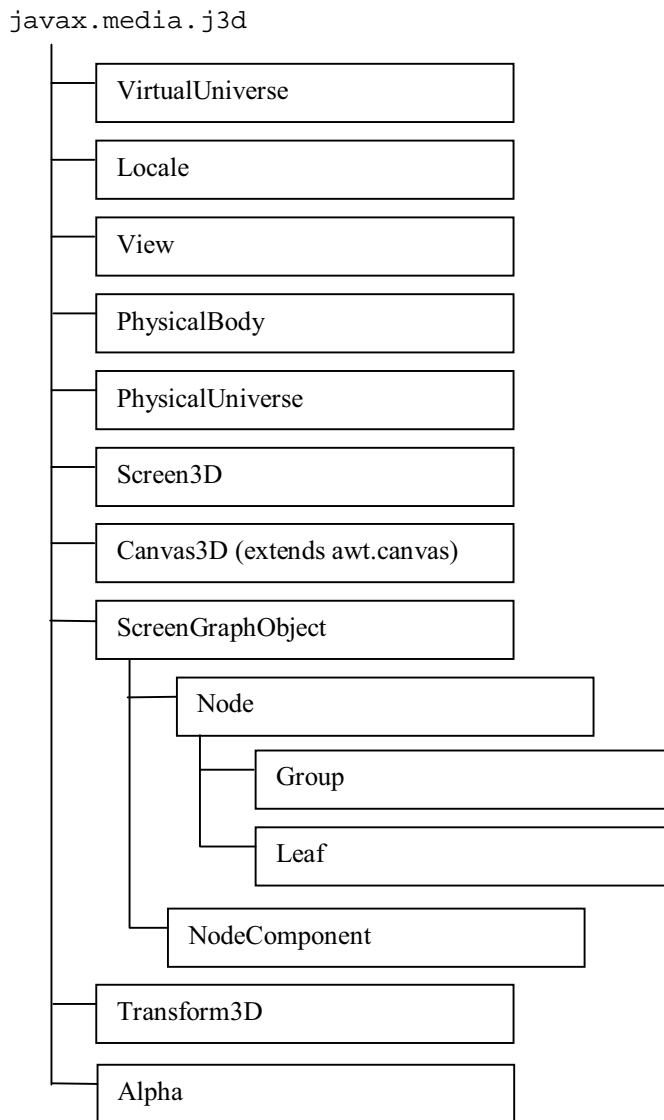 javax.media.j3d
VirtualUniverse
Locale
View
PhysicalBody
PhysicalUniverse
Screen3D
Canvas3D (extends awt.canvas)
ScreenGraphObject
Node
Group
Leaf
NodeComponent
Transform3D
Alpha